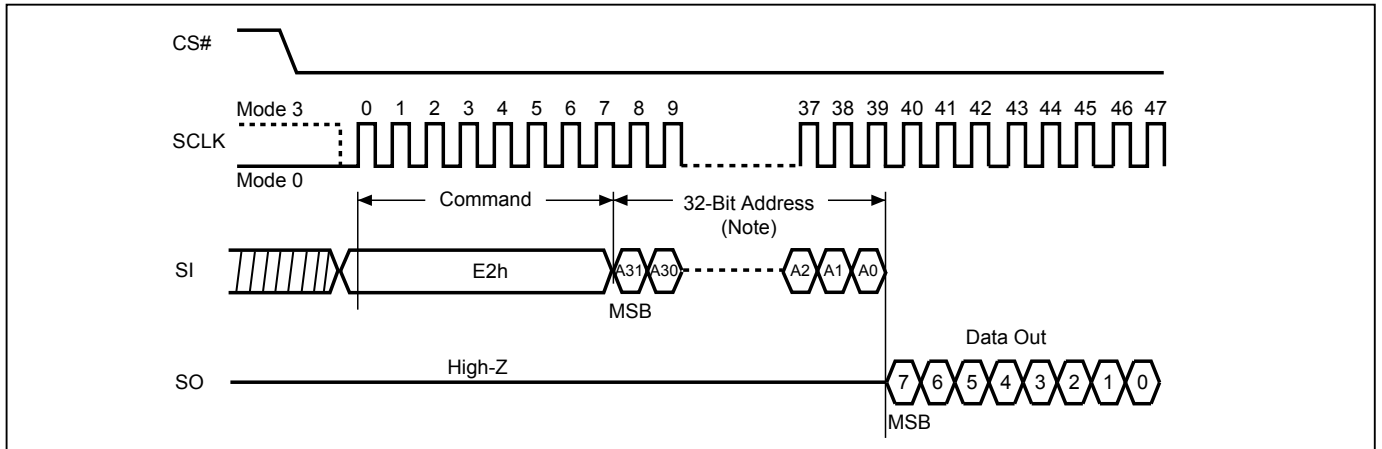 CS#
Mode 3 0 1 2 3 4 5 6 7 8 9 37 38 39 40 41 42 43 44 45 46 47
SCLK
Mode 0
Command 32-Bit Address
(Note)
SI E2h A31 A30 A2 A1 A0
MSB
Data Out
SO High-Z 7 6 5 4 3 2 1 0
MSB